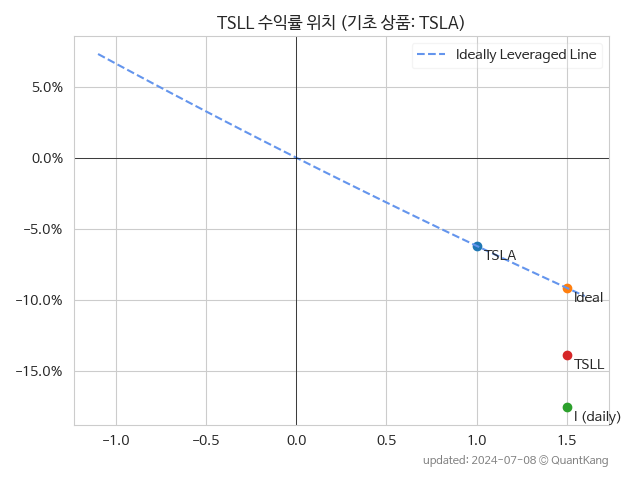 TSLL 수익률 위치 (기초 상품: TSLA)
Ideally Leveraged Line
5.0%
0.0%
−5.0%
−10.0%
−15.0%
TSLA
Ideal
TSLL
I (daily)
−1.0 −0.5 0.0 0.5 1.0 1.5
updated: 2024-07-08 © QuantKang